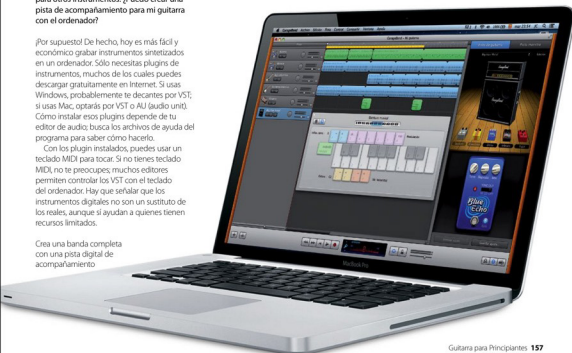 para otros instrumentos. ¿Puedo crear una
pista de acompañamiento para mi guitarra
con el ordenador?
¡Por supuesto! De hecho, hoy es más fácil y
económico grabar instrumentos sintetizados
en un ordenador. Sólo necesitas plugins de
instrumentos, muchos de los cuales puedes
descargar gratuitamente en Internet. Si usas
Windows, probablemente te decantes por VST;
si usas Mac, optarás por VST o AU (audio unit).
Cómo instalar esos plugins depende de tu
editor de audio; busca los archivos de ayuda del
programa para saber cómo hacerlo.
Con los plugin instalados, puedes usar un
teclado MIDI para tocar. Si no tienes teclado
MIDI, no te preocupes; muchos editores
permiten controlar los VST con el teclado
del ordenador. Hay que señalar que los
instrumentos digitales no son un sustituto de
los reales, aunque si ayudan a quienes tienen
recursos limitados.
Crea una banda completa
con una pista digital de
acompañamiento
Blue
Echo
MacBook Pro
Guitarra para Principiantes 157